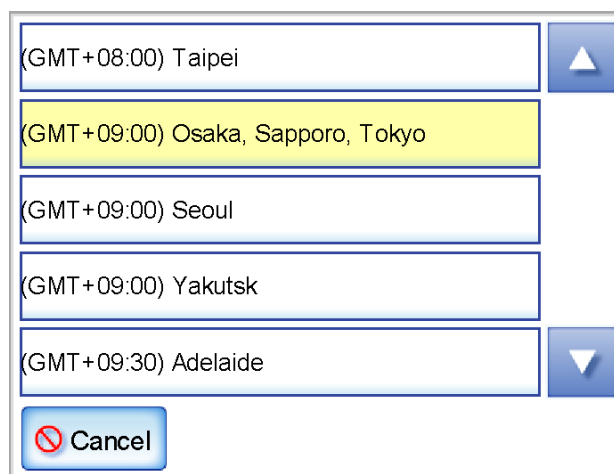 (GMT+08:00) Taipei
(GMT+09:00) Osaka, Sapporo, Tokyo
(GMT+09:00) Seoul
(GMT+09:00) Yakutsk
(GMT+09:30) Adelaide
Cancel